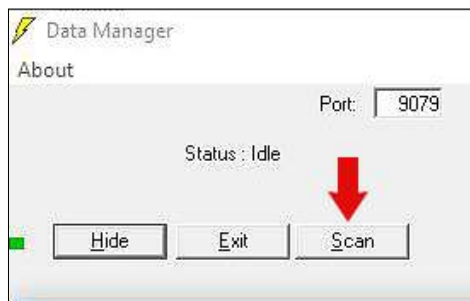 Data Manager
About
Port: 9079
Status : Idle
Hide Exit Scan